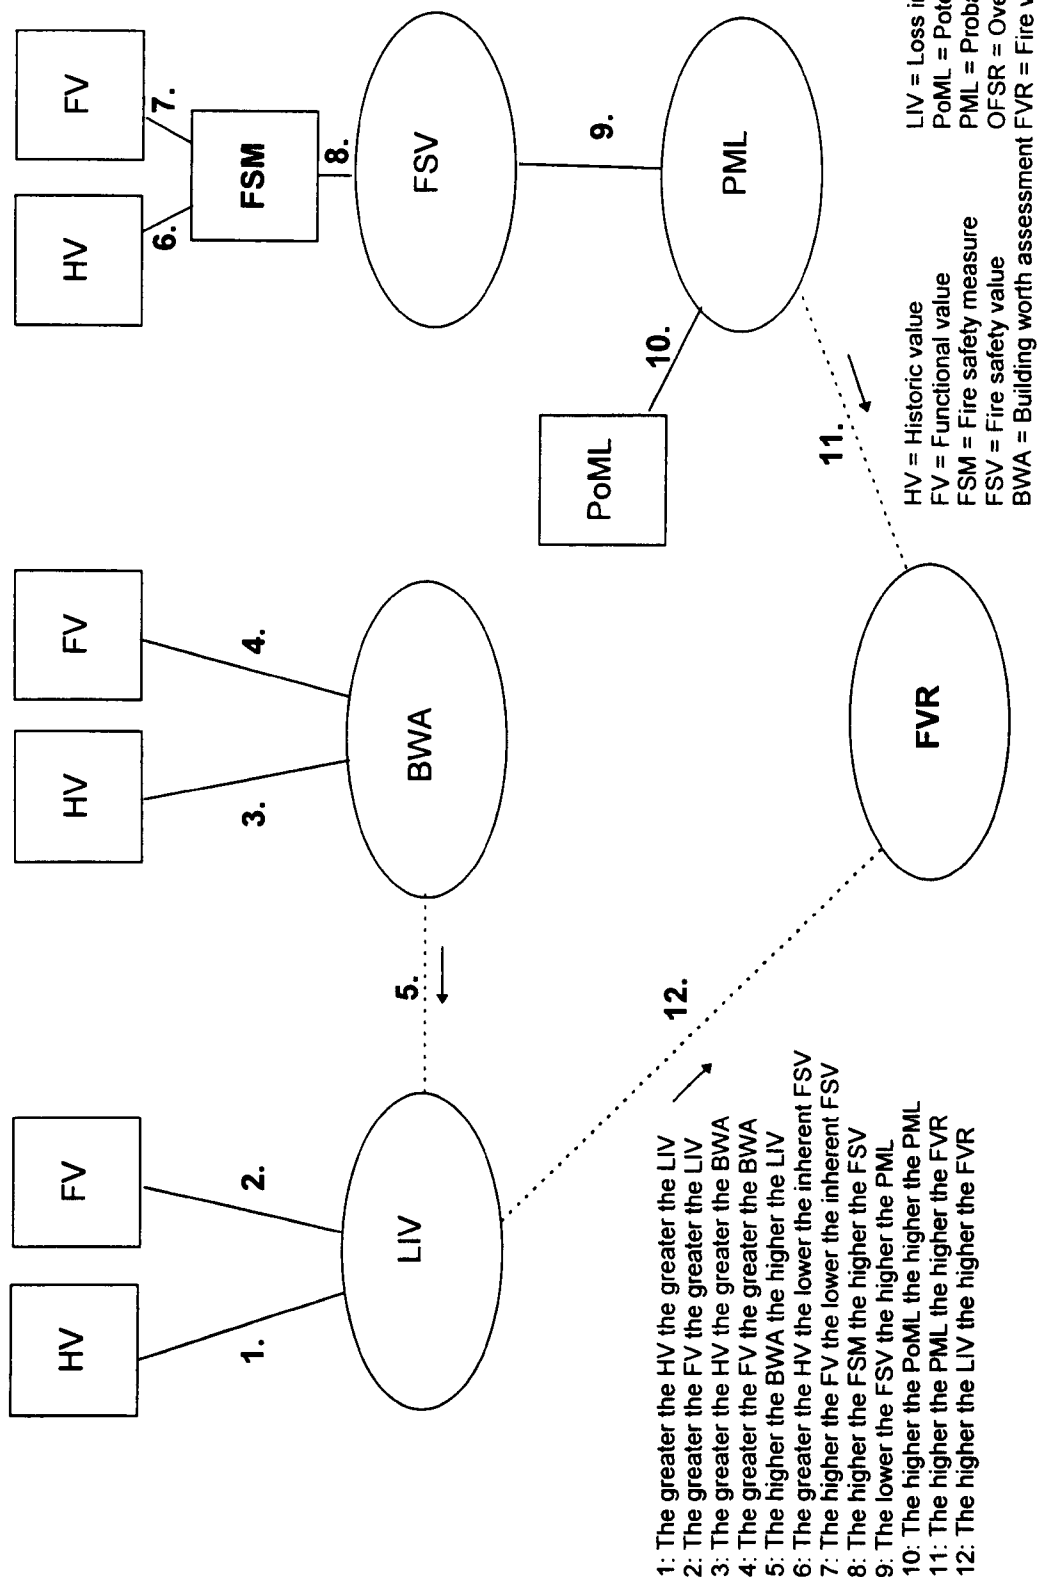 HV
FV
HV
FV
HV
FV
1.
2.
3.
4.
6.
7.
FSM
8.
LIV
5.
BWA
FSV
12.
PoML
10.
9.
PML
11.
FVR
1: The greater the HV the greater the LIV
2: The greater the FV the greater the LIV
3: The greater the HV the greater the BWA
4: The greater the FV the greater the BWA
5: The higher the BWA the higher the LIV
6: The greater the HV the lower the inherent FSV
7: The higher the FV the lower the inherent FSV
8: The higher the FSM the higher the FSV
9: The lower the FSV the higher the PML
10: The higher the PoML the higher the PML
11: The higher the PML the higher the FVR
12: The higher the LIV the higher the FVR
HV = Historic value
FV = Functional value
FSM = Fire safety measure
FSV = Fire safety value
BWA = Building worth assessment
LIV = Loss
PoML =
PML =
OFSR =
FVR = Fire